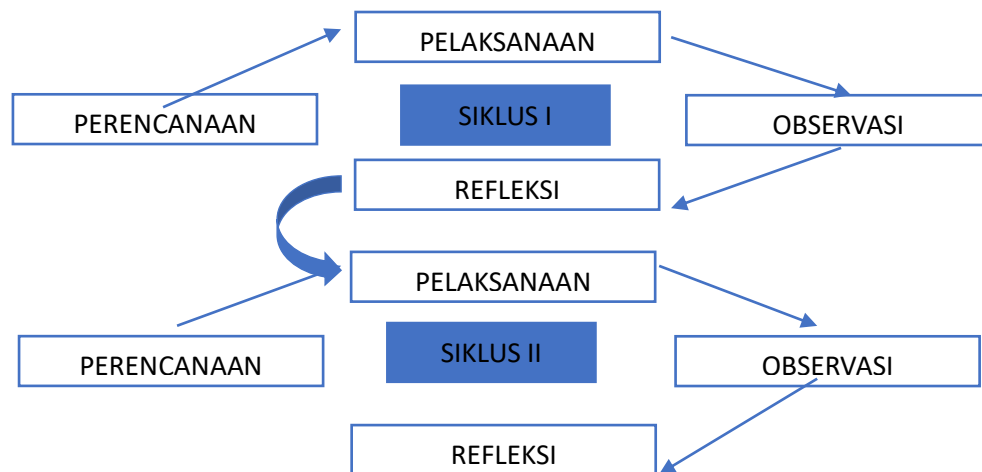 PELAKSANAAN
PERENCANAAN
SIKLUS I
OBSERVASI
REFLEKSI
PELAKSANAAN
PERENCANAAN
SIKLUS II
OBSERVASI
REFLEKSI